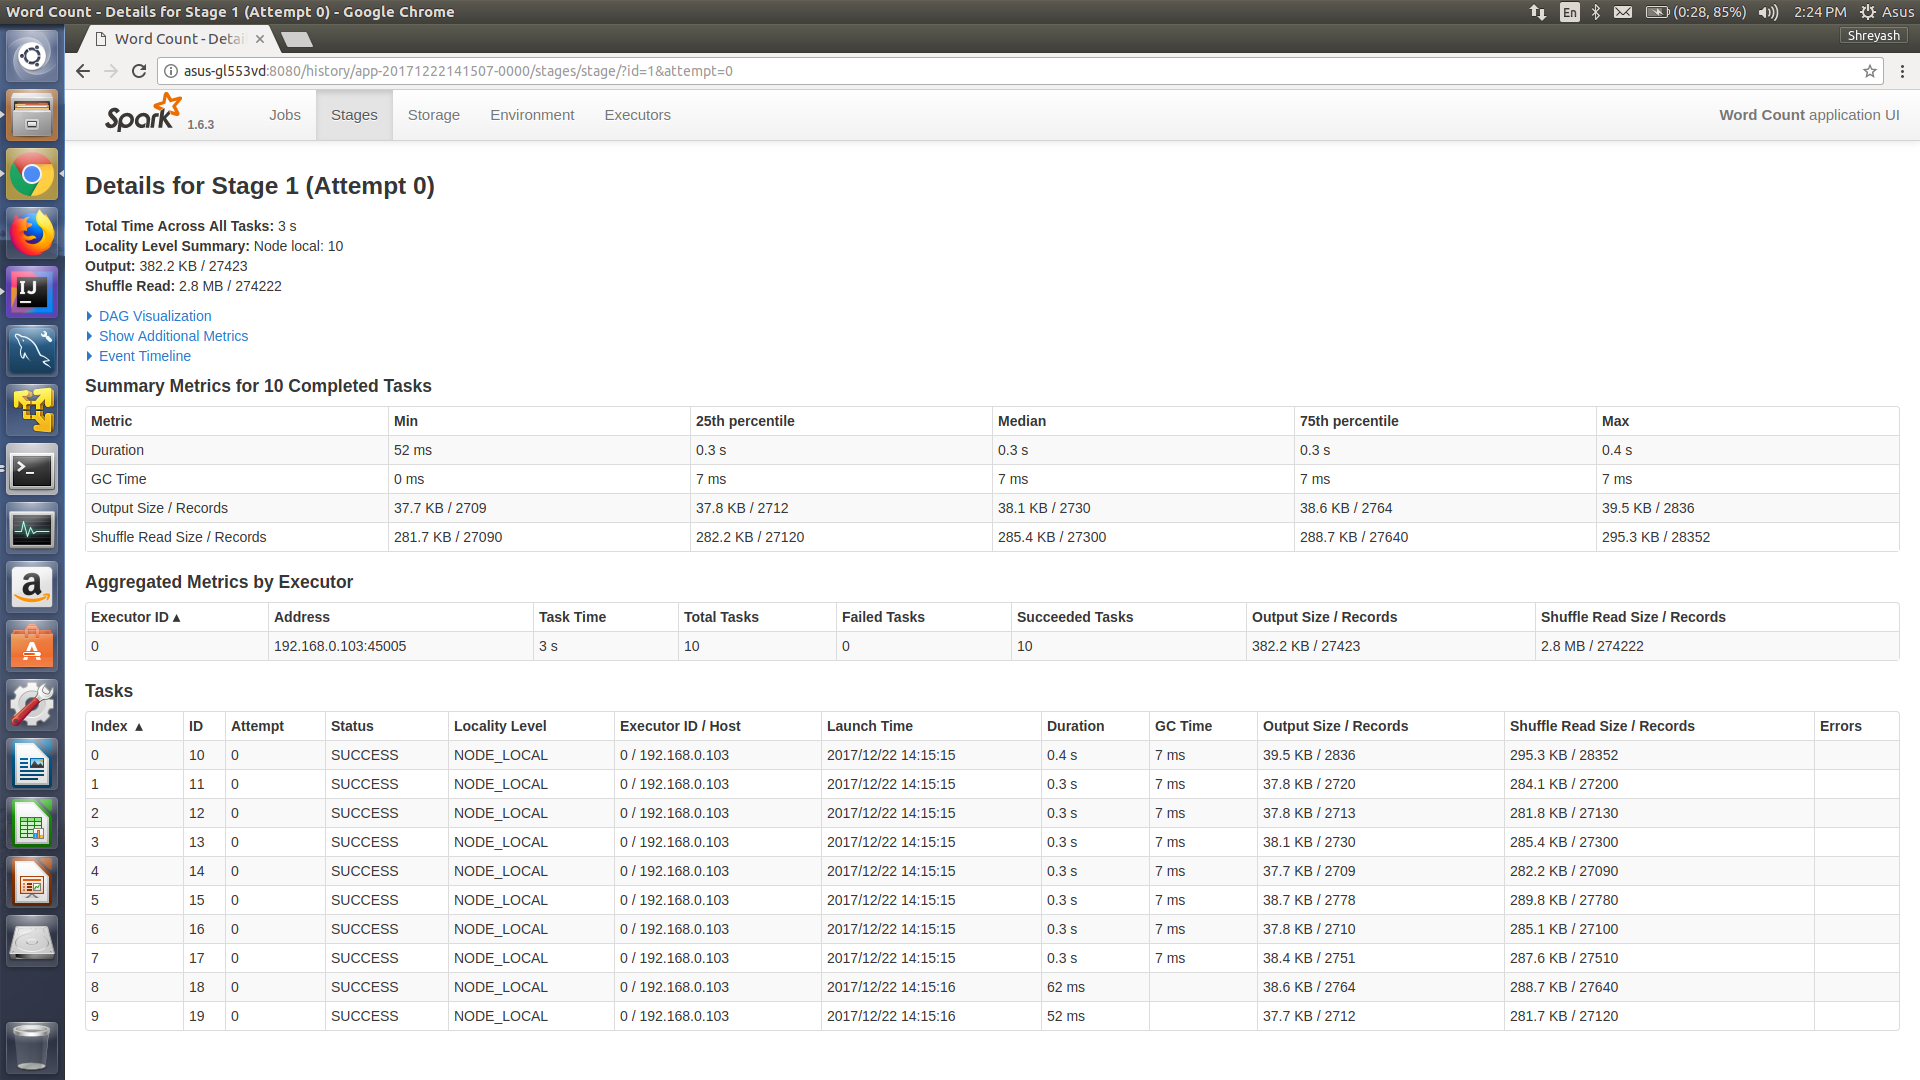 Word Count - Details for Stage 1 (Attempt 0) - Google Chrome
En (0:28, 85%) 2:24 PM Asus
Word Count - Detai
Shreyash
asus-gl553vd:8080/history/app-20171222141507-0000/stages/stage/?id=1&attempt=0
Spark 1.6.3 Jobs Stages Storage Environment Executors Word Count application UI
Details for Stage 1 (Attempt 0)
Total Time Across All Tasks: 3 s
Locality Level Summary: Node local: 10
Output: 382.2 KB / 27423
Shuffle Read: 2.8 MB / 274222
DAG Visualization
Show Additional Metrics
Event Timeline
Summary Metrics for 10 Completed Tasks
Metric Min 25th percentile Median 75th percentile Max
Duration 52 ms 0.3 s 0.3 s 0.3 s 0.4 s
GC Time 0 ms 7 ms 7 ms 7 ms 7 ms
Output Size / Records 37.7 KB / 2709 37.8 KB / 2712 38.1 KB / 2730 38.6 KB / 2764 39.5 KB / 2836
Shuffle Read Size / Records 281.7 KB / 27090 282.2 KB / 27120 285.4 KB / 27300 288.7 KB / 27640 295.3 KB / 28352
Aggregated Metrics by Executor
Executor ID ▲ Address Task Time Total Tasks Failed Tasks Succeeded Tasks Output Size / Records Shuffle Read Size / Records
0 192.168.0.103:45005 3 s 10 0 10 382.2 KB / 27423 2.8 MB / 274222
Tasks
Index ▲ ID Attempt Status Locality Level Executor ID / Host Launch Time Duration GC Time Output Size / Records Shuffle Read Size / Records Errors
0 10 0 SUCCESS NODE_LOCAL 0 / 192.168.0.103 2017/12/22 14:15:15 0.4 s 7 ms 39.5 KB / 2836 295.3 KB / 28352
1 11 0 SUCCESS NODE_LOCAL 0 / 192.168.0.103 2017/12/22 14:15:15 0.3 s 7 ms 37.8 KB / 2720 284.1 KB / 27200
2 12 0 SUCCESS NODE_LOCAL 0 / 192.168.0.103 2017/12/22 14:15:15 0.3 s 7 ms 37.8 KB / 2713 281.8 KB / 27130
3 13 0 SUCCESS NODE_LOCAL 0 / 192.168.0.103 2017/12/22 14:15:15 0.3 s 7 ms 38.1 KB / 2730 285.4 KB / 27300
4 14 0 SUCCESS NODE_LOCAL 0 / 192.168.0.103 2017/12/22 14:15:15 0.3 s 7 ms 37.7 KB / 2709 282.2 KB / 27090
5 15 0 SUCCESS NODE_LOCAL 0 / 192.168.0.103 2017/12/22 14:15:15 0.3 s 7 ms 38.7 KB / 2778 289.8 KB / 27780
6 16 0 SUCCESS NODE_LOCAL 0 / 192.168.0.103 2017/12/22 14:15:15 0.3 s 7 ms 37.8 KB / 2710 285.1 KB / 27100
7 17 0 SUCCESS NODE_LOCAL 0 / 192.168.0.103 2017/12/22 14:15:15 0.3 s 7 ms 38.4 KB / 2751 287.6 KB / 27510
8 18 0 SUCCESS NODE_LOCAL 0 / 192.168.0.103 2017/12/22 14:15:16 62 ms 38.6 KB / 2764 288.7 KB / 27640
9 19 0 SUCCESS NODE_LOCAL 0 / 192.168.0.103 2017/12/22 14:15:16 52 ms 37.7 KB / 2712 281.7 KB / 27120